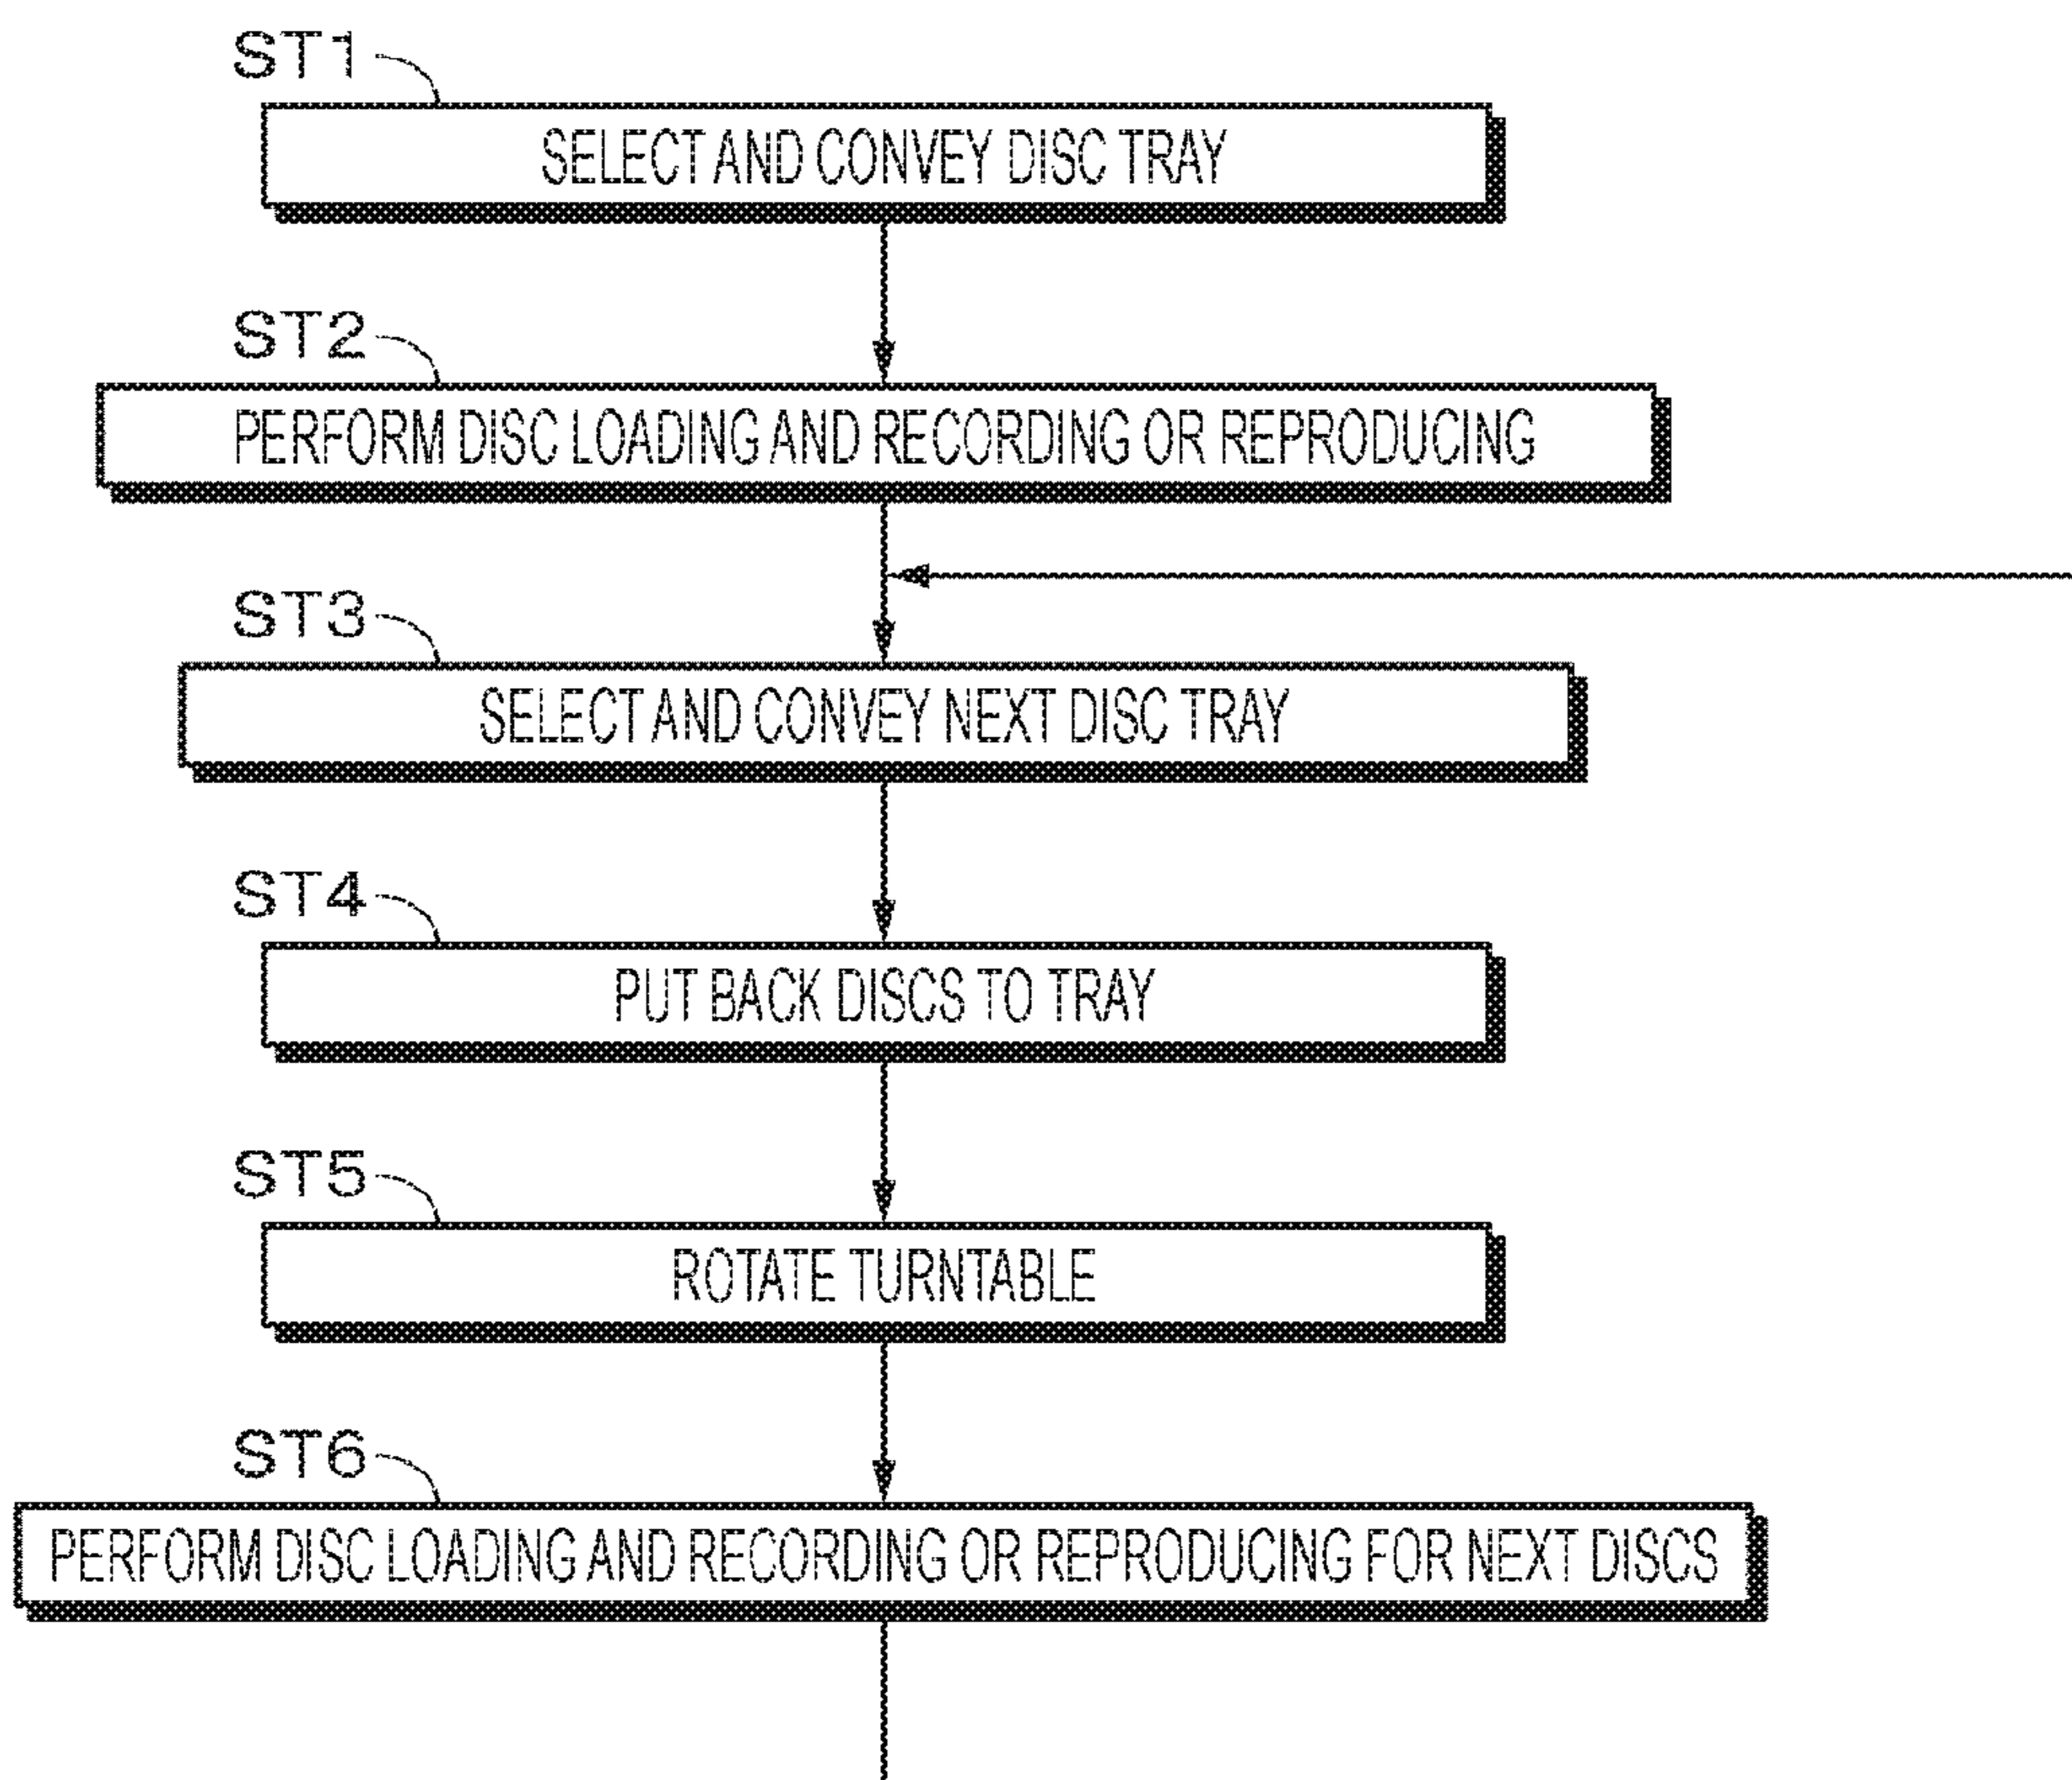 ST1
SELECT AND CONVEY DISC TRAY
ST2
PERFORM DISC LOADING AND RECORDING OR REPRODUCING
ST3
SELECT AND CONVEY NEXT DISC TRAY
ST4
PUT BACK DISCS TO TRAY
ST5
ROTATE TURNTABLE
ST6
PERFORM DISC LOADING AND RECORDING OR REPRODUCING FOR NEXT DISCS